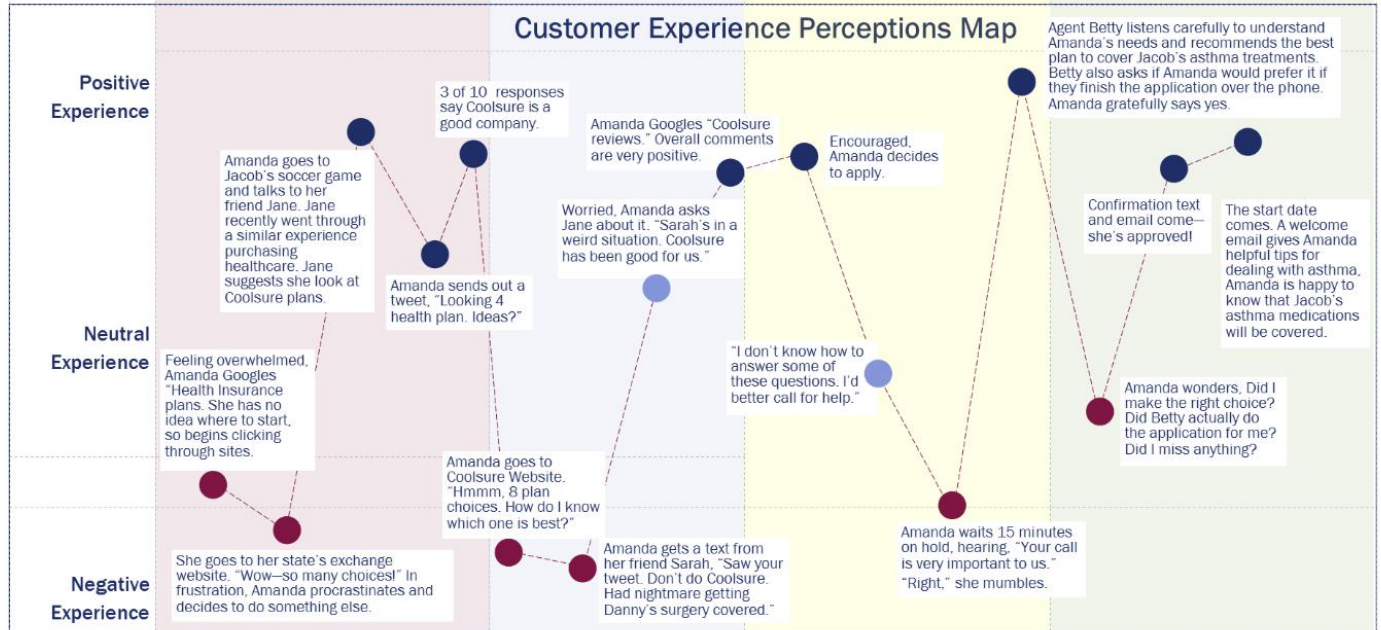 Customer Experience Perceptions Map
Positive
Experience
Neutral
Experience
Negative
Experience
Feeling overwhelmed,
Amanda Googles
“Health Insurance
plans. She has no
idea where to start,
so begins clicking
through sites.
She goes to her state’s exchange
website. “Wow—so many choices!” In
frustration, Amanda procrastinates and
decides to do something else.
Amanda goes to
Jacob’s soccer game
and talks to her
friend Jane. Jane
recently went through
a similar experience
purchasing
healthcare. Jane
suggests she look at
Coolsure plans.
Amanda sends out a
tweet, “Looking 4
health plan. Ideas?”
3 of 10 responses
say Coolsure is a
good company.
Amanda goes to
Coolsure Website.
“Hmmm, 8 plan
choices. How do I know
which one is best?”
Amanda gets a text from
her friend Sarah, “Saw your
tweet. Don’t do Coolsure.
Had nightmare getting
Danny’s surgery covered.”
Worried, Amanda asks
Jane about it. “Sarah’s in a
weird situation. Coolsure
has been good for us.”
Amanda Googles “Coolsure
reviews.” Overall comments
are very positive.
Encouraged,
Amanda decides
to apply.
“I don’t know how to
answer some of
these questions. I’d
better call for help.”
Amanda waits 15 minutes
on hold, hearing, “Your call
is very important to us.”
“Right,” she mumbles.
Agent Betty listens carefully to understand
Amanda’s needs and recommends the best
plan to cover Jacob’s asthma treatments.
Betty also asks if Amanda would prefer it if
they finish the application over the phone.
Amanda gratefully says yes.
Amanda wonders, Did I
make the right choice?
Did Betty actually do
the application for me?
Did I miss anything?
Confirmation text
and email come—
she’s approved!
The start date
comes. A welcome
email gives Amanda
helpful tips for
dealing with asthma,
Amanda is happy to
know that Jacob’s
asthma medications
will be covered.